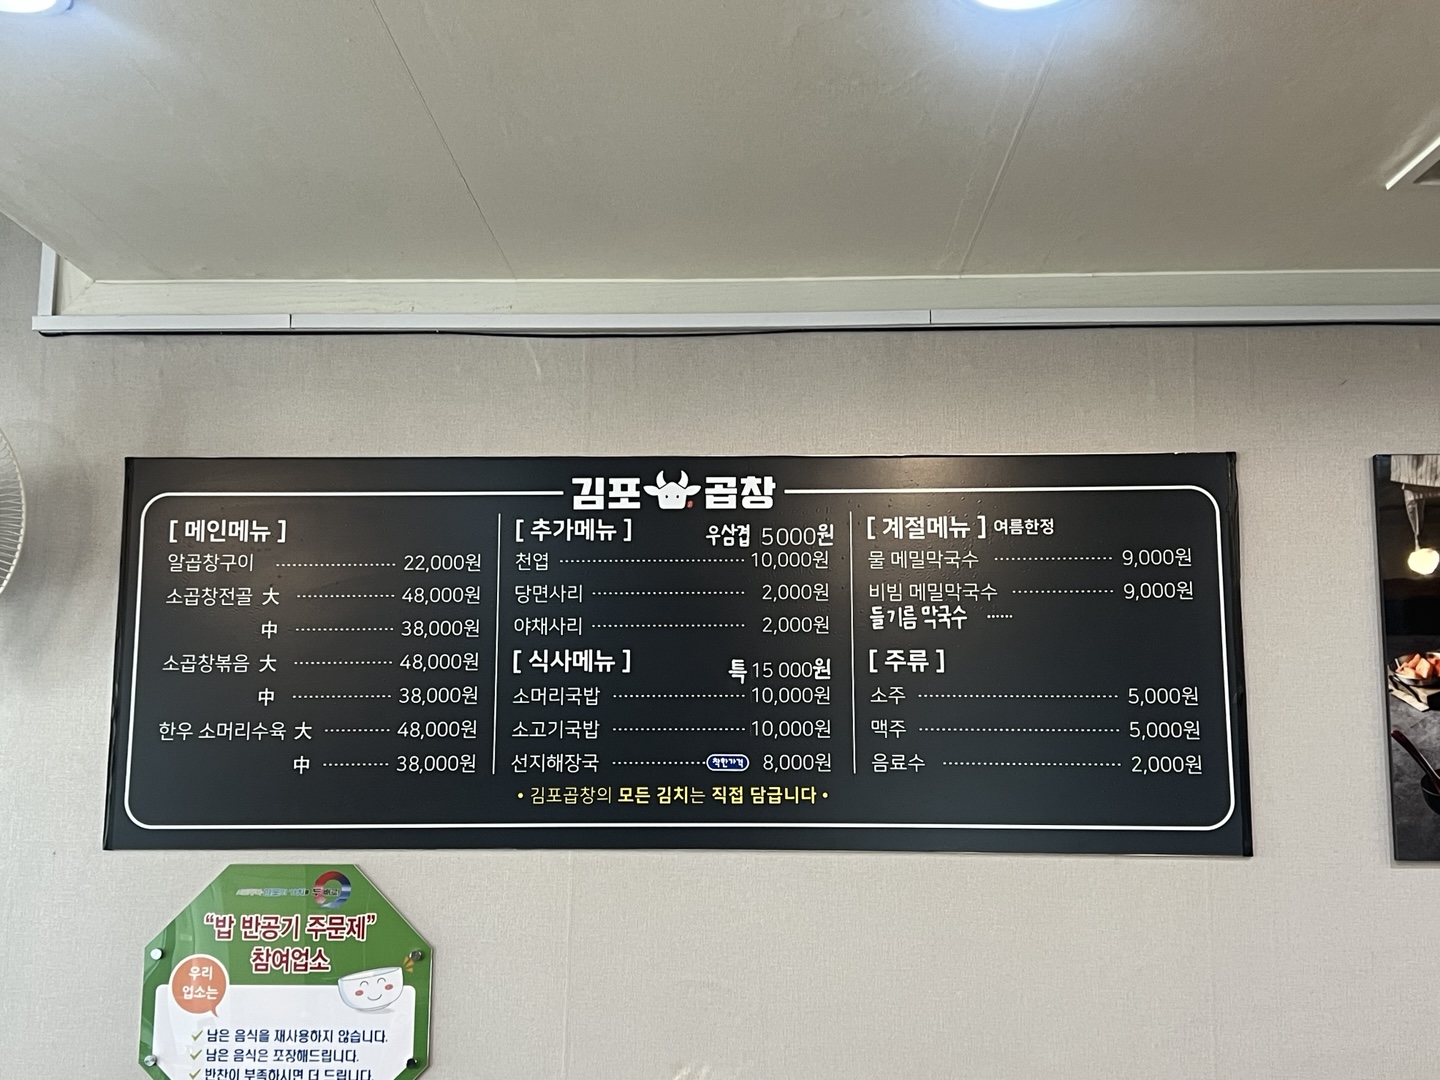 김포 곱창
[ 메인메뉴 ]
알곱창구이 22,000원
소곱창전골 大 48,000원
中 38,000원
소곱창볶음 大 48,000원
中 38,000원
한우 소머리수육 大 48,000원
中 38,000원
[ 추가메뉴 ] 우삼겹 5000원
천엽 10,000원
당면사리 2,000원
야채사리 2,000원
[ 식사메뉴 ] 특 15 000원
소머리국밥 10,000원
소고기국밥 10,000원
선지해장국 착한가격 8,000원
[ 계절메뉴 ] 여름한정
물 메밀막국수 9,000원
비빔 메밀막국수 9,000원
들기름 막국수
[ 주류 ]
소주 5,000원
맥주 5,000원
음료수 2,000원
• 김포곱창의 모든 김치는 직접 담급니다 •
“밥 반공기 주문제”
참여업소
우리
업소는
✓ 남은 음식을 재사용하지 않습니다.
✓ 남은 음식은 포장해드립니다.
✓ 반찬이 부족하시면 더 드립니다.